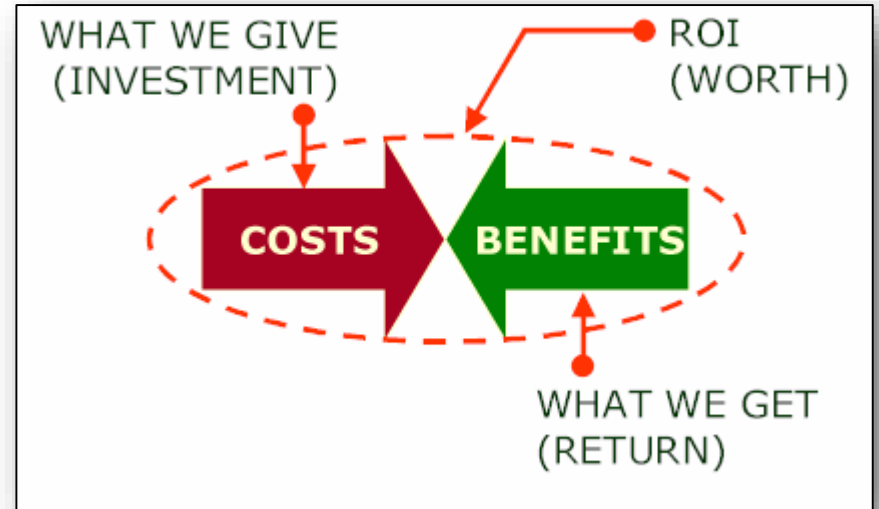 WHAT WE GIVE
(INVESTMENT)
ROI
(WORTH)
COSTS
BENEFITS
WHAT WE GET
(RETURN)